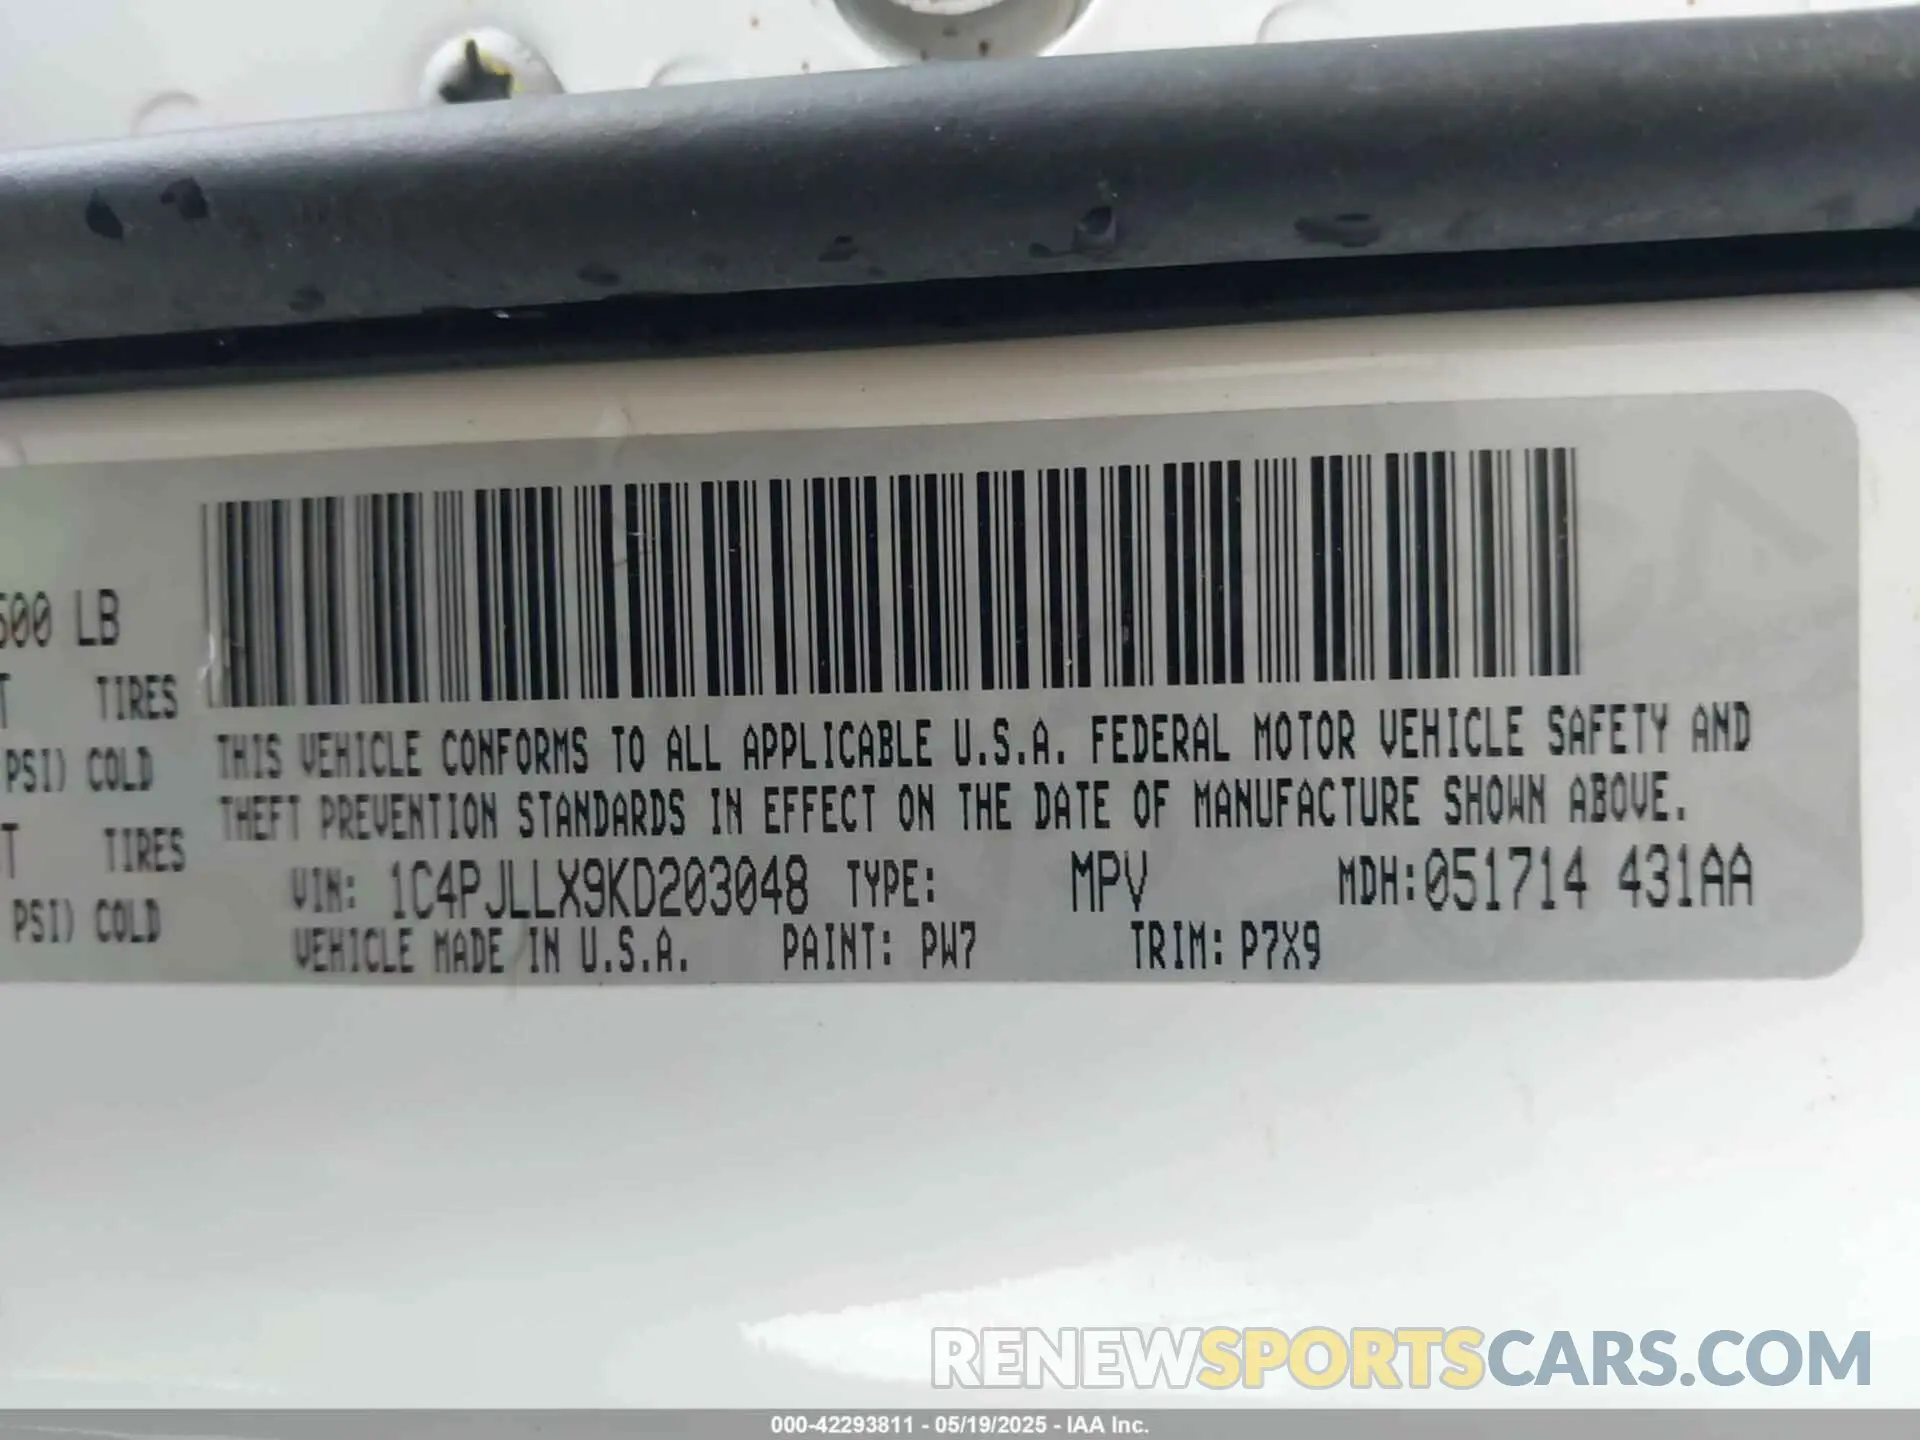 500 LB
TIRES
PSI) COLD
TIRES
PSI) COLD
THIS VEHICLE CONFORMS TO ALL APPLICABLE U.S.A. FEDERAL MOTOR VEHICLE SAFETY AND
THEFT PREVENTION STANDARDS IN EFFECT ON THE DATE OF MANUFACTURE SHOWN ABOVE.
VIN: 1C4PJLLX9KD203048 TYPE: MPV MDH:051714 431AA
VEHICLE MADE IN U.S.A. PAINT: PW7 TRIM: P7X9
RENEWSPORTSCARS.COM
000-42293811 - 05/19/2025 - IAA Inc.